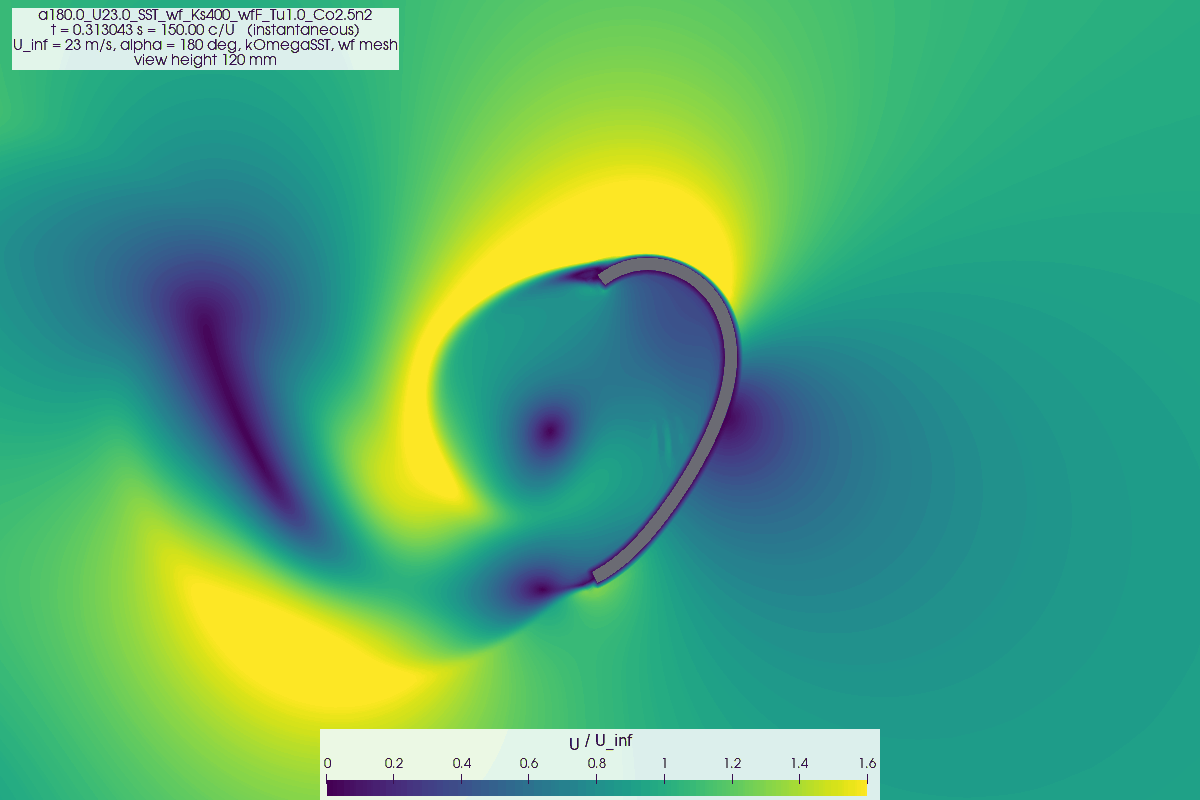 a180.0_U23.0_SST_wf_Ks400_wfF_Tu1.0_Co2.5n2
t = 0.313043 s = 150.00 c/U (instantaneous)
U_inf = 23 m/s, alpha = 180 deg, kOmegaSST, wf mesh
view height 120 mm
U / U_inf
0 0.2 0.4 0.6 0.8 1 1.2 1.4 1.6